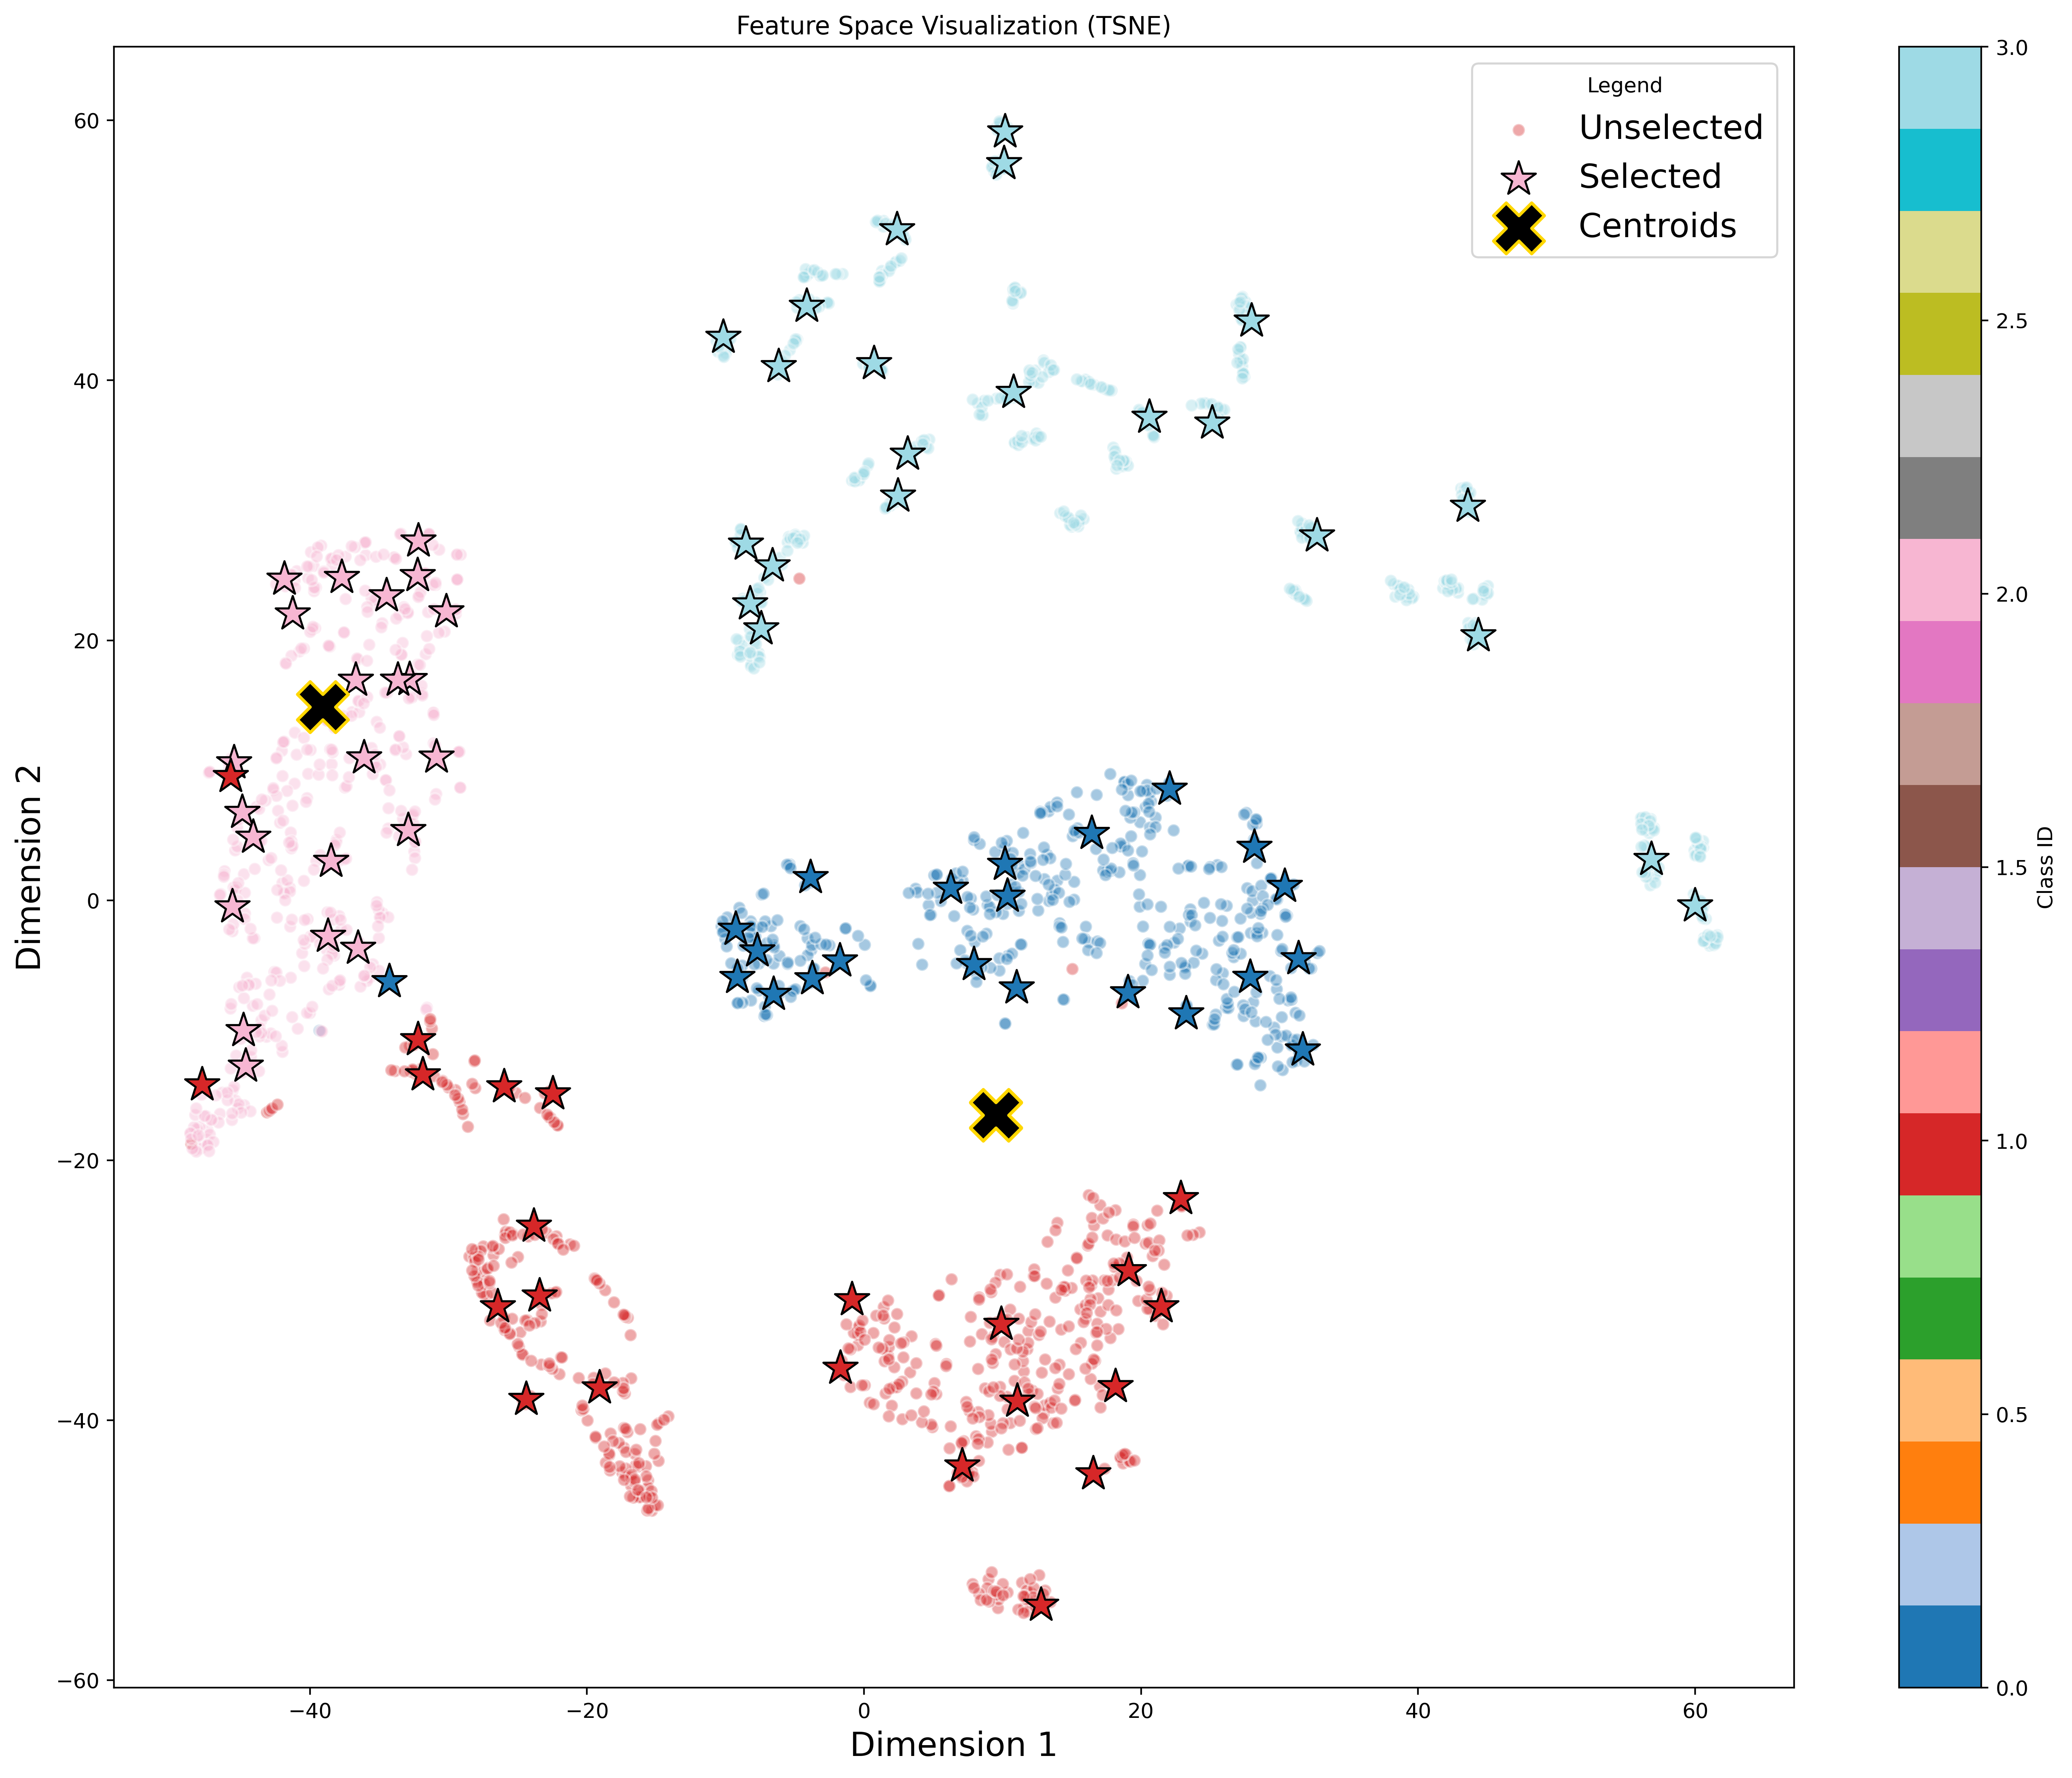 Feature Space Visualization (TSNE)
Legend
Unselected
Selected
Centroids
60
40
20
0
−20
−40
−60
Dimension 2
−40
−20
0
20
40
60
Dimension 1
3.0
2.5
2.0
1.5
1.0
0.5
0.0
Class ID